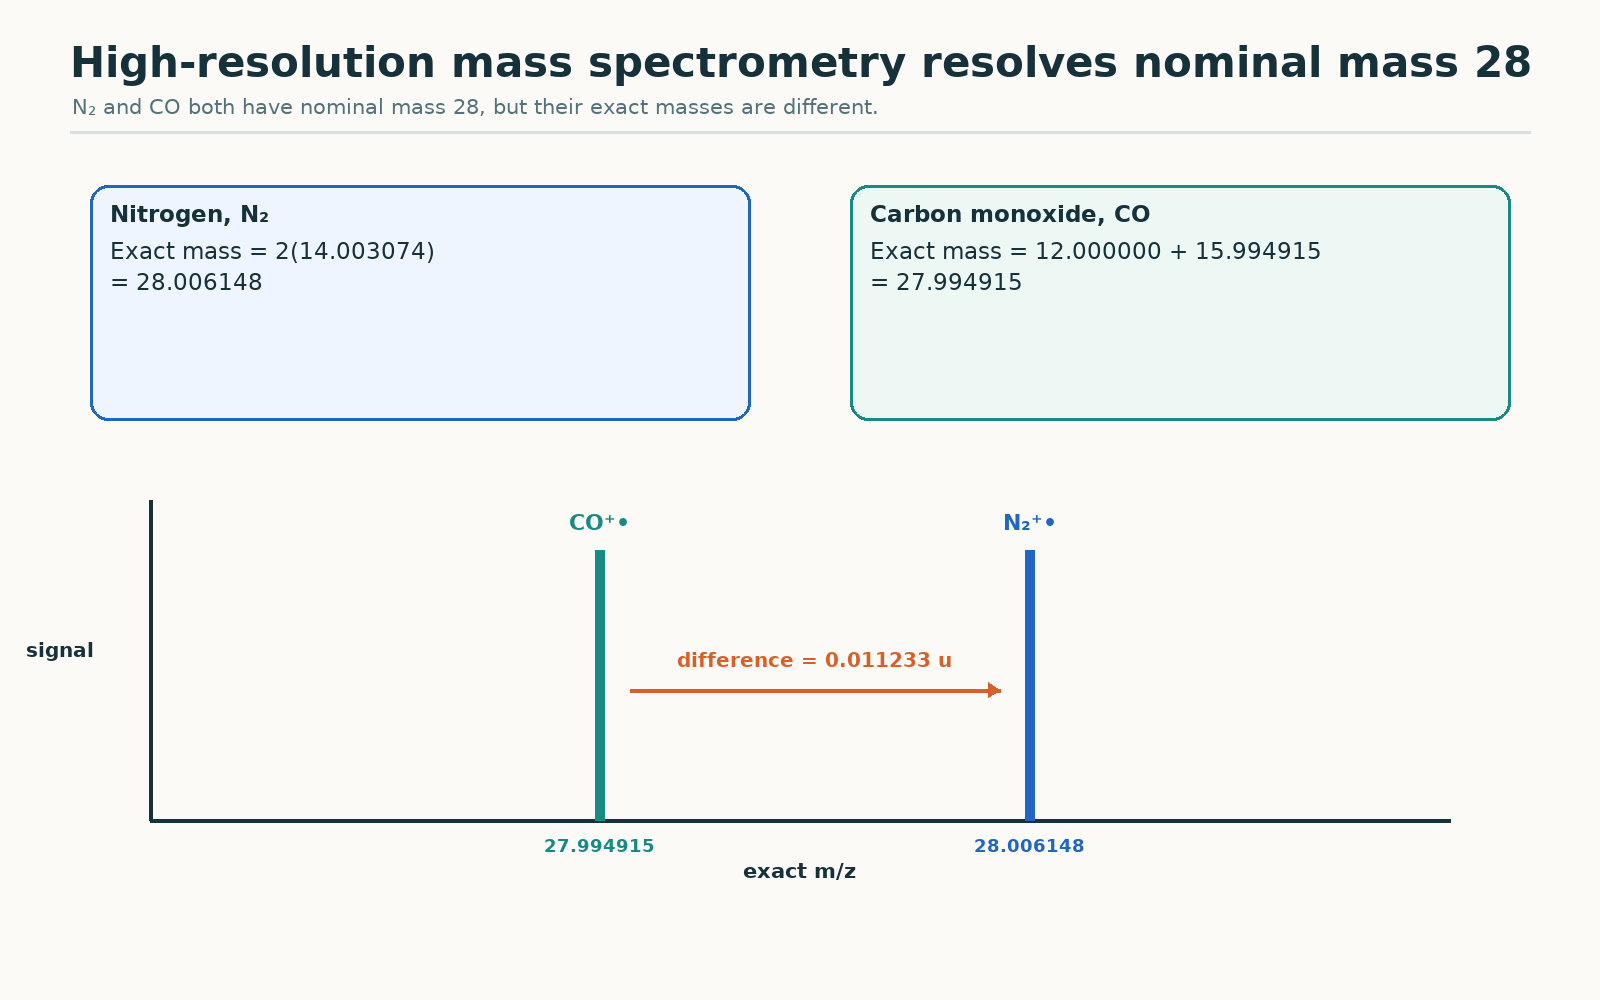 High-resolution mass spectrometry resolves nominal mass 28
N₂ and CO both have nominal mass 28, but their exact masses are different.
Nitrogen, N₂
Exact mass = 2(14.003074)
= 28.006148
Carbon monoxide, CO
Exact mass = 12.000000 + 15.994915
= 27.994915
CO⁺•
N₂⁺•
signal
difference = 0.011233 u
27.994915
28.006148
exact m/z